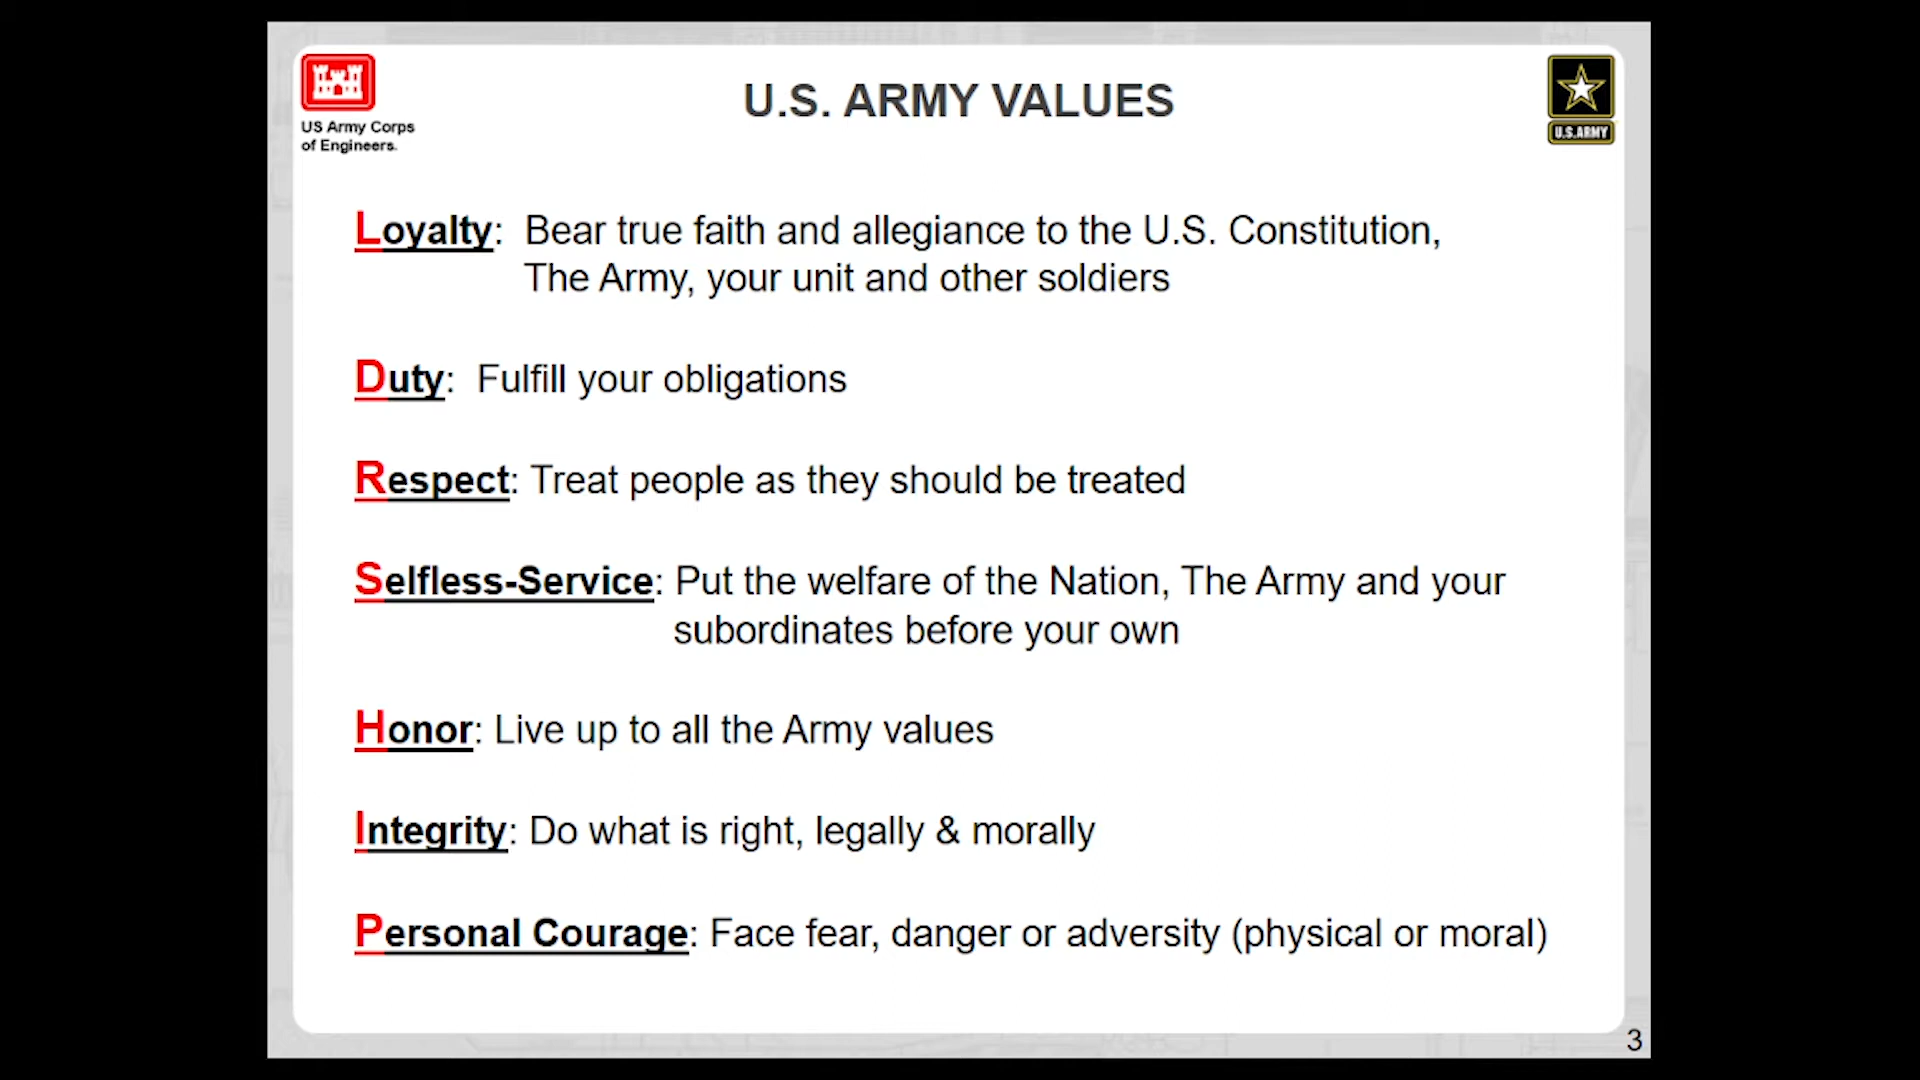 US Army Corps
of Engineers.
U.S. ARMY VALUES
U.S.ARMY
Loyalty: Bear true faith and allegiance to the U.S. Constitution,
The Army, your unit and other soldiers
Duty: Fulfill your obligations
Respect: Treat people as they should be treated
Selfless-Service: Put the welfare of the Nation, The Army and your
subordinates before your own
Honor: Live up to all the Army values
Integrity: Do what is right, legally & morally
Personal Courage: Face fear, danger or adversity (physical or moral)
3